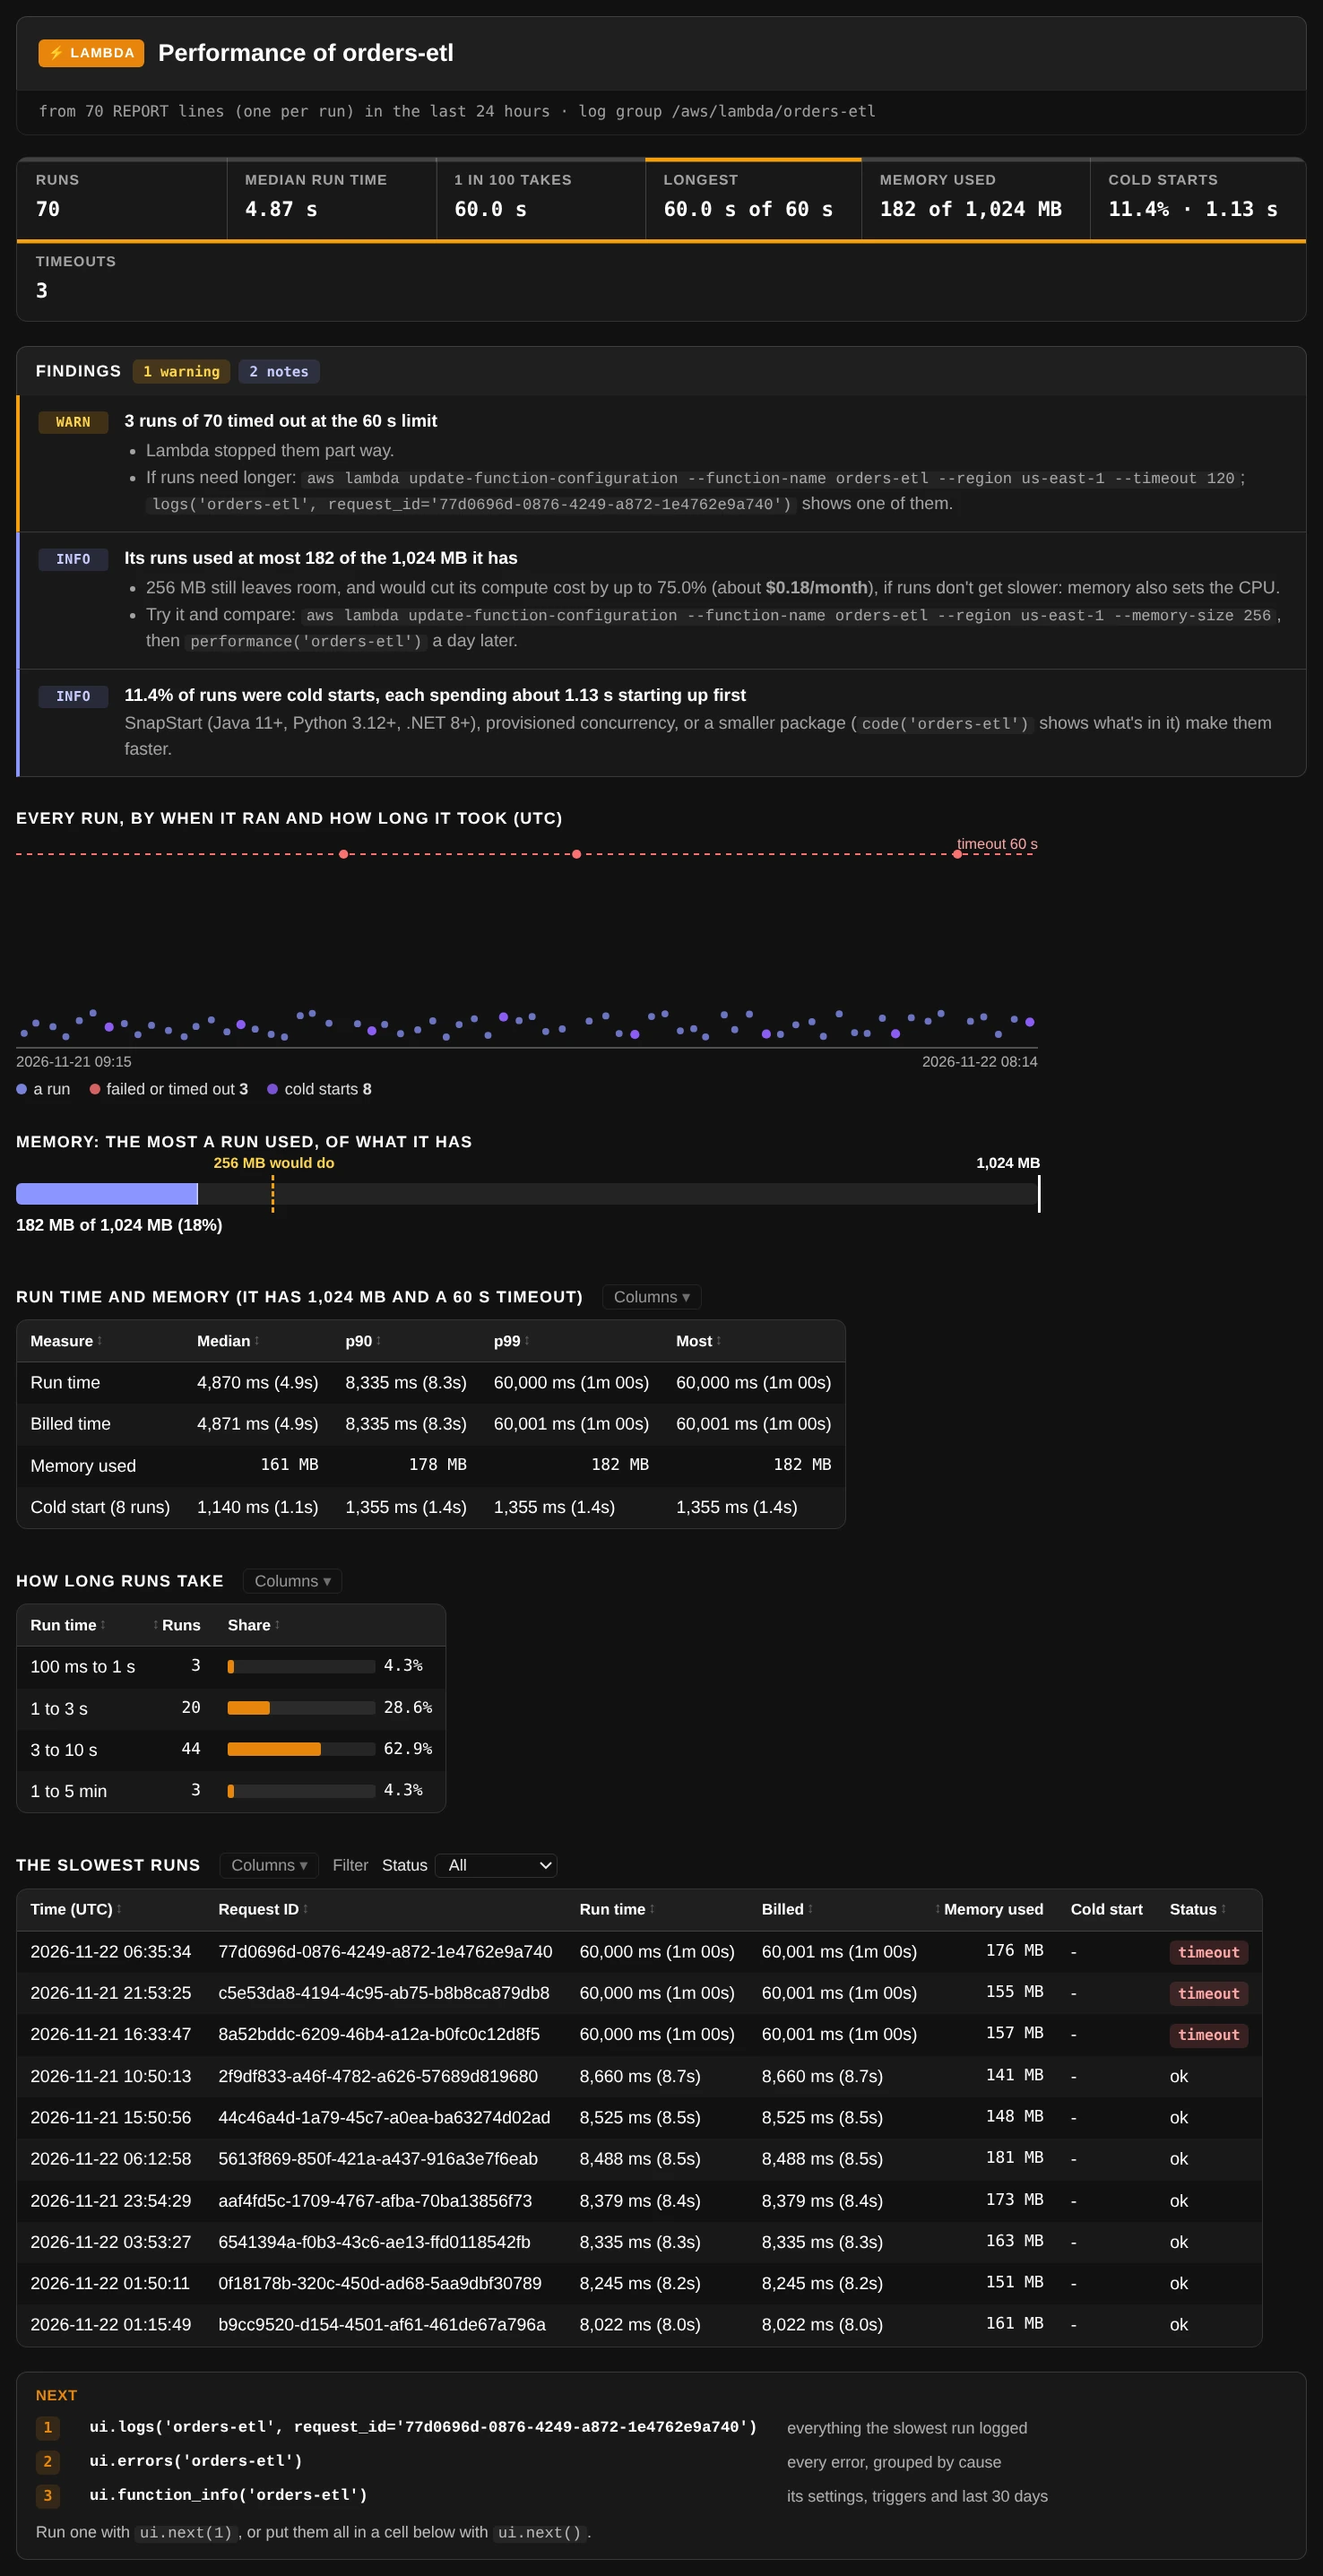 ⚡ LAMBDA Performance of orders-etl
from 70 REPORT lines (one per run) in the last 24 hours · log group /aws/lambda/orders-etl
RUNS
70
MEDIAN RUN TIME
4.87 s
1 IN 100 TAKES
60.0 s
LONGEST
60.0 s of 60 s
MEMORY USED
182 of 1,024 MB
COLD STARTS
11.4% · 1.13 s
TIMEOUTS
3
FINDINGS 1 warning 2 notes
WARN 3 runs of 70 timed out at the 60 s limit
• Lambda stopped them part way.
• If runs need longer: aws lambda update-function-configuration --function-name orders-etl --region us-east-1 --timeout 120;
logs('orders-etl', request_id='77d0696d-0876-4249-a872-1e4762e9a740') shows one of them.
INFO Its runs used at most 182 of the 1,024 MB it has
• 256 MB still leaves room, and would cut its compute cost by up to 75.0% (about $0.18/month), if runs don't get slower: memory also sets the CPU.
• Try it and compare: aws lambda update-function-configuration --function-name orders-etl --region us-east-1 --memory-size 256,
then performance('orders-etl') a day later.
INFO 11.4% of runs were cold starts, each spending about 1.13 s starting up first
SnapStart (Java 11+, Python 3.12+, .NET 8+), provisioned concurrency, or a smaller package (code('orders-etl') shows what's in it) make them
faster.
EVERY RUN, BY WHEN IT RAN AND HOW LONG IT TOOK (UTC)
timeout 60 s
2026-11-21 09:15 2026-11-22 08:14
a run failed or timed out 3 cold starts 8
MEMORY: THE MOST A RUN USED, OF WHAT IT HAS
256 MB would do 1,024 MB
182 MB of 1,024 MB (18%)
RUN TIME AND MEMORY (IT HAS 1,024 MB AND A 60 S TIMEOUT) Columns ▾
Measure↕ Median↕ p90↕ p99↕ Most↕
Run time 4,870 ms (4.9s) 8,335 ms (8.3s) 60,000 ms (1m 00s) 60,000 ms (1m 00s)
Billed time 4,871 ms (4.9s) 8,335 ms (8.3s) 60,001 ms (1m 00s) 60,001 ms (1m 00s)
Memory used 161 MB 178 MB 182 MB 182 MB
Cold start (8 runs) 1,140 ms (1.1s) 1,355 ms (1.4s) 1,355 ms (1.4s) 1,355 ms (1.4s)
HOW LONG RUNS TAKE Columns ▾
Run time↕ ↕Runs Share↕
100 ms to 1 s 3 4.3%
1 to 3 s 20 28.6%
3 to 10 s 44 62.9%
1 to 5 min 3 4.3%
THE SLOWEST RUNS Columns ▾ Filter Status All
Time (UTC)↕ Request ID↕ Run time↕ Billed↕ ↕Memory used Cold start Status↕
2026-11-22 06:35:34 77d0696d-0876-4249-a872-1e4762e9a740 60,000 ms (1m 00s) 60,001 ms (1m 00s) 176 MB - timeout
2026-11-21 21:53:25 c5e53da8-4194-4c95-ab75-b8b8ca879db8 60,000 ms (1m 00s) 60,001 ms (1m 00s) 155 MB - timeout
2026-11-21 16:33:47 8a52bddc-6209-46b4-a12a-b0fc0c12d8f5 60,000 ms (1m 00s) 60,001 ms (1m 00s) 157 MB - timeout
2026-11-21 10:50:13 2f9df833-a46f-4782-a626-57689d819680 8,660 ms (8.7s) 8,660 ms (8.7s) 141 MB - ok
2026-11-21 15:50:56 44c46a4d-1a79-45c7-a0ea-ba63274d02ad 8,525 ms (8.5s) 8,525 ms (8.5s) 148 MB - ok
2026-11-22 06:12:58 5613f869-850f-421a-a437-916a3e7f6eab 8,488 ms (8.5s) 8,488 ms (8.5s) 181 MB - ok
2026-11-21 23:54:29 aaf4fd5c-1709-4767-afba-70ba13856f73 8,379 ms (8.4s) 8,379 ms (8.4s) 173 MB - ok
2026-11-22 03:53:27 6541394a-f0b3-43c6-ae13-ffd0118542fb 8,335 ms (8.3s) 8,335 ms (8.3s) 163 MB - ok
2026-11-22 01:50:11 0f18178b-320c-450d-ad68-5aa9dbf30789 8,245 ms (8.2s) 8,245 ms (8.2s) 151 MB - ok
2026-11-22 01:15:49 b9cc9520-d154-4501-af61-461de67a796a 8,022 ms (8.0s) 8,022 ms (8.0s) 161 MB - ok
NEXT
1 ui.logs('orders-etl', request_id='77d0696d-0876-4249-a872-1e4762e9a740') everything the slowest run logged
2 ui.errors('orders-etl') every error, grouped by cause
3 ui.function_info('orders-etl') its settings, triggers and last 30 days
Run one with ui.next(1), or put them all in a cell below with ui.next().